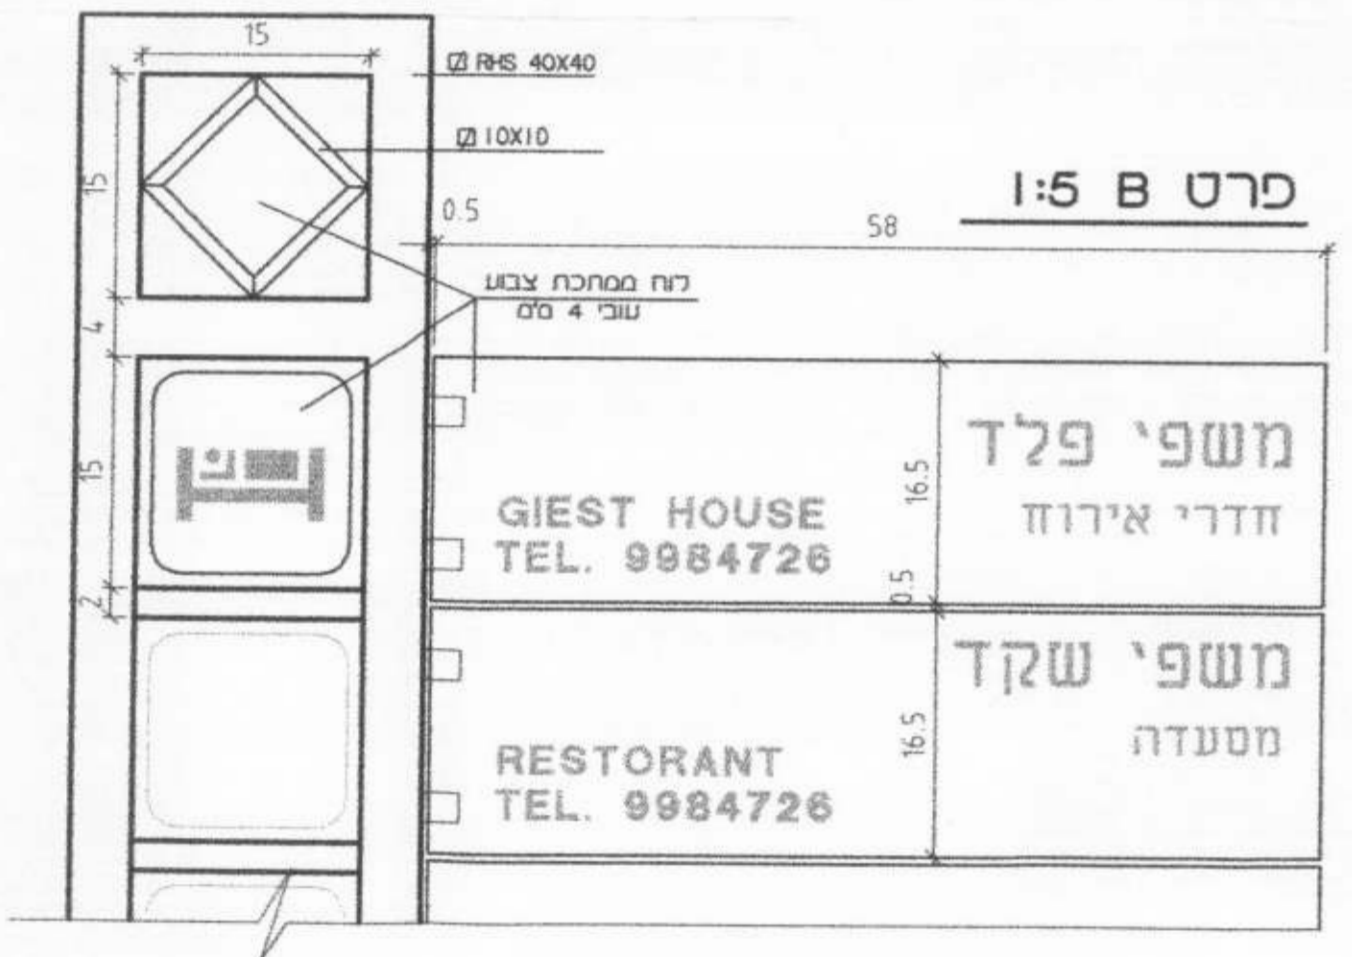 15
RHS 40X40
10X10
15
פרט B 1:5
0.5
58
לוח ממתכת צבוע
עובי 4 מ"מ
4
משפי פלד
חדרי אירוח
15
16.5
GIEST HOUSE
TEL. 9984726
2
0.5
משפי שקד
מסעדה
16.5
RESTORANT
TEL. 9984726